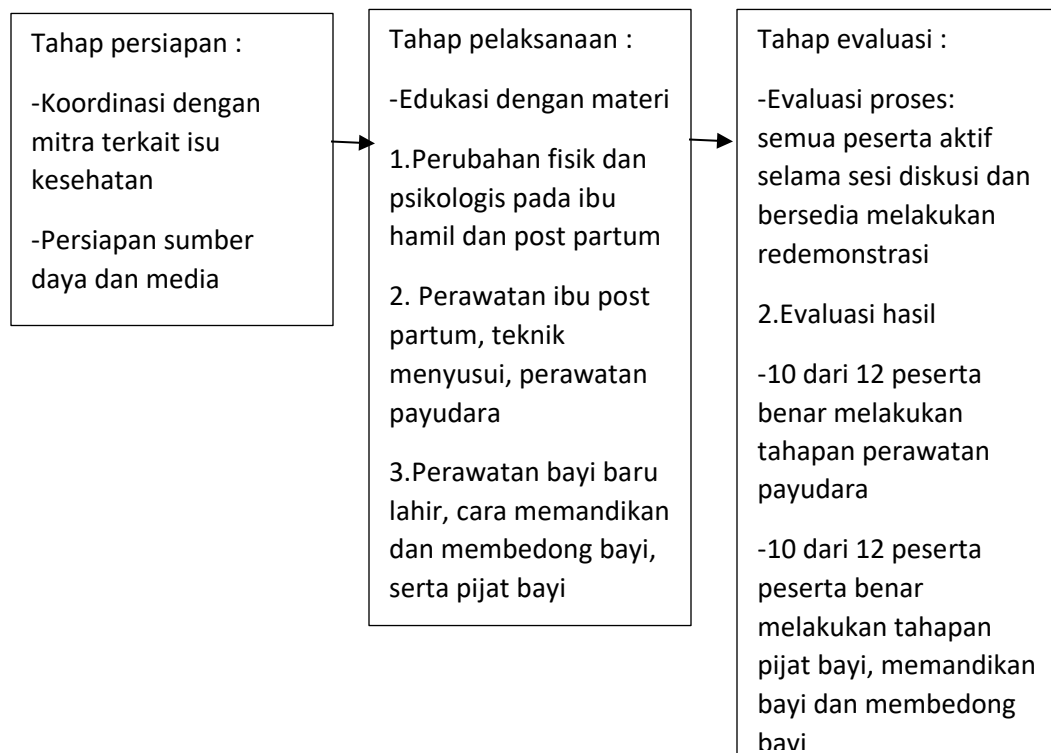 Tahap persiapan :
-Koordinasi dengan
mitra terkait isu
kesehatan
-Persiapan sumber
daya dan media
Tahap pelaksanaan :
-Edukasi dengan materi
1.Perubahan fisik dan
psikologis pada ibu
hamil dan post partum
2. Perawatan ibu post
partum, teknik
menyusui, perawatan
payudara
3.Perawatan bayi baru
lahir, cara memandikan
dan membedong bayi,
serta pijat bayi
Tahap evaluasi :
-Evaluasi proses:
semua peserta aktif
selama sesi diskusi dan
bersedia melakukan
redemonstrasi
2.Evaluasi hasil
-10 dari 12 peserta
benar melakukan
tahapan perawatan
payudara
-10 dari 12 peserta
peserta benar
melakukan tahapan
pijat bayi, memandikan
bayi dan membedong
bayi